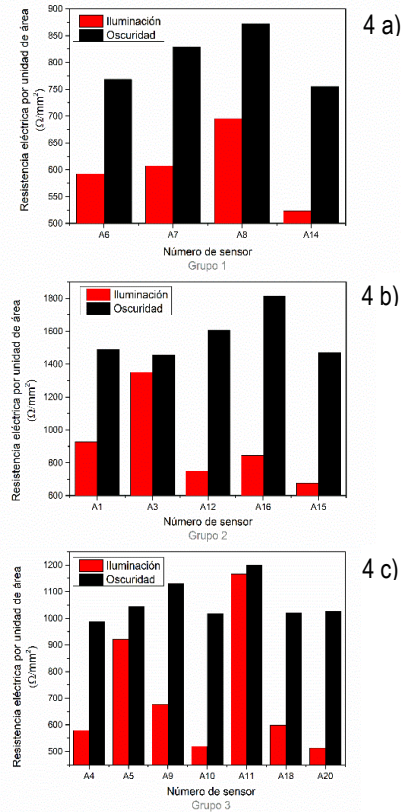 4 a)
Iluminación
Oscuridad
Resistencia eléctrica por unidad de área
(Ω/mm²)
900
850
800
750
700
650
600
550
500
A6 A7 A8 A14
Número de sensor
Grupo 1
4 b)
Iluminación
Oscuridad
Resistencia eléctrica por unidad de área
(Ω/mm²)
1800
1600
1400
1200
1000
800
600
A1 A3 A12 A16 A15
Número de sensor
Grupo 2
4 c)
Iluminación
Oscuridad
Resistencia eléctrica por unidad de área
(Ω/mm²)
1200
1100
1000
900
800
700
600
500
A4 A5 A9 A10 A11 A18 A20
Número de sensor
Grupo 3